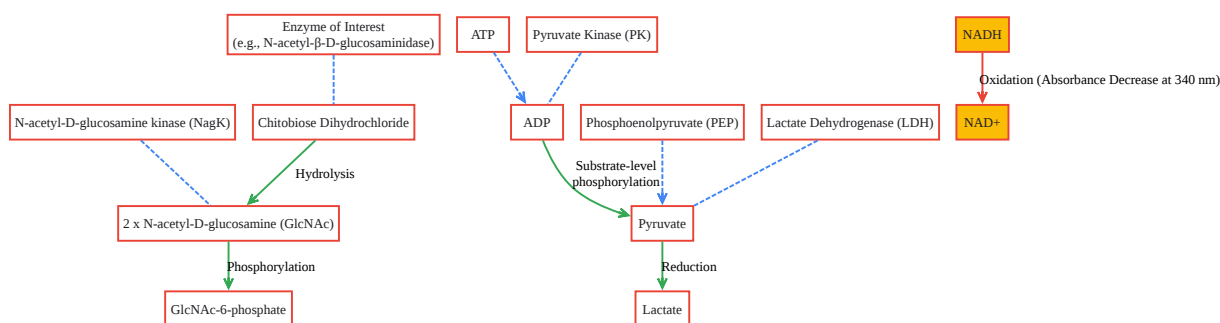 Enzyme of Interest
(e.g., N-acetyl-β-D-glucosaminidase)
ATP
Pyruvate Kinase (PK)
NADH
Oxidation (Absorbance Decrease at 340 nm)
N-acetyl-D-glucosamine kinase (NagK)
Chitobiose Dihydrochloride
ADP
Phosphoenolpyruvate (PEP)
Lactate Dehydrogenase (LDH)
NAD+
Hydrolysis
Substrate-level
phosphorylation
2 x N-acetyl-D-glucosamine (GlcNAc)
Pyruvate
Phosphorylation
Reduction
GlcNAc-6-phosphate
Lactate